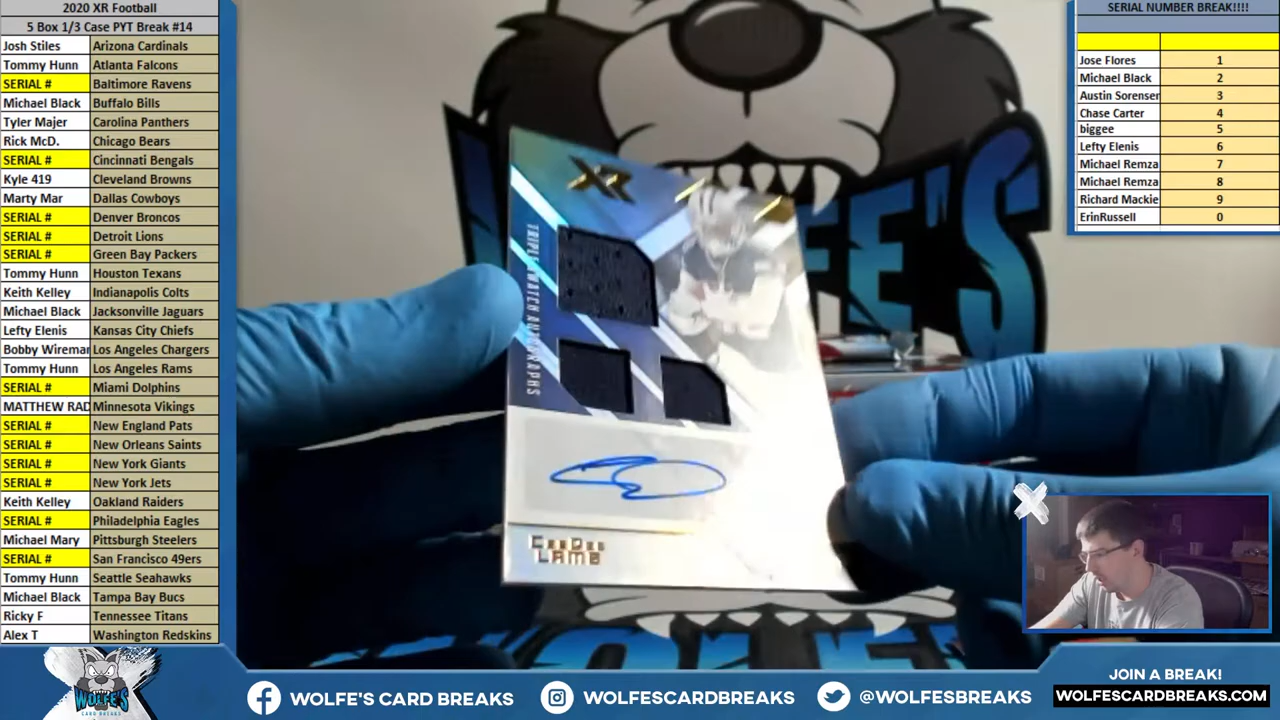 2020 XR Football
5 Box 1/3 Case PYT Break #14
Josh Stiles Arizona Cardinals
Tommy Hunn Atlanta Falcons
SERIAL # Baltimore Ravens
Michael Black Buffalo Bills
Tyler Majer Carolina Panthers
Rick McD. Chicago Bears
SERIAL # Cincinnati Bengals
Kyle 419 Cleveland Browns
Marty Mar Dallas Cowboys
SERIAL # Denver Broncos
SERIAL # Detroit Lions
SERIAL # Green Bay Packers
Tommy Hunn Houston Texans
Keith Kelley Indianapolis Colts
Michael Black Jacksonville Jaguars
Lefty Elenis Kansas City Chiefs
Bobby Wireman Los Angeles Chargers
Tommy Hunn Los Angeles Rams
SERIAL # Miami Dolphins
MATTHEW RAD Minnesota Vikings
SERIAL # New England Pats
SERIAL # New Orleans Saints
SERIAL # New York Giants
SERIAL # New York Jets
Keith Kelley Oakland Raiders
SERIAL # Philadelphia Eagles
Michael Mary Pittsburgh Steelers
SERIAL # San Francisco 49ers
Tommy Hunn Seattle Seahawks
Michael Black Tampa Bay Bucs
Ricky F Tennessee Titans
Alex T Washington Redskins
XR
TRIPLE SWATCH AUTOGRAPHS
CeeDee
LAMB
SERIAL NUMBER BREAK!!!!
Jose Flores 1
Michael Black 2
Austin Sorensen 3
Chase Carter 4
biggee 5
Lefty Elenis 6
Michael Remza 7
Michael Remza 8
Richard Mackie 9
ErinRussell 0
WOLFE'S
CARD BREAKS
WOLFE'S CARD BREAKS
WOLFESCARDBREAKS
@WOLFESBREAKS
JOIN A BREAK!
WOLFESCARDBREAKS.COM